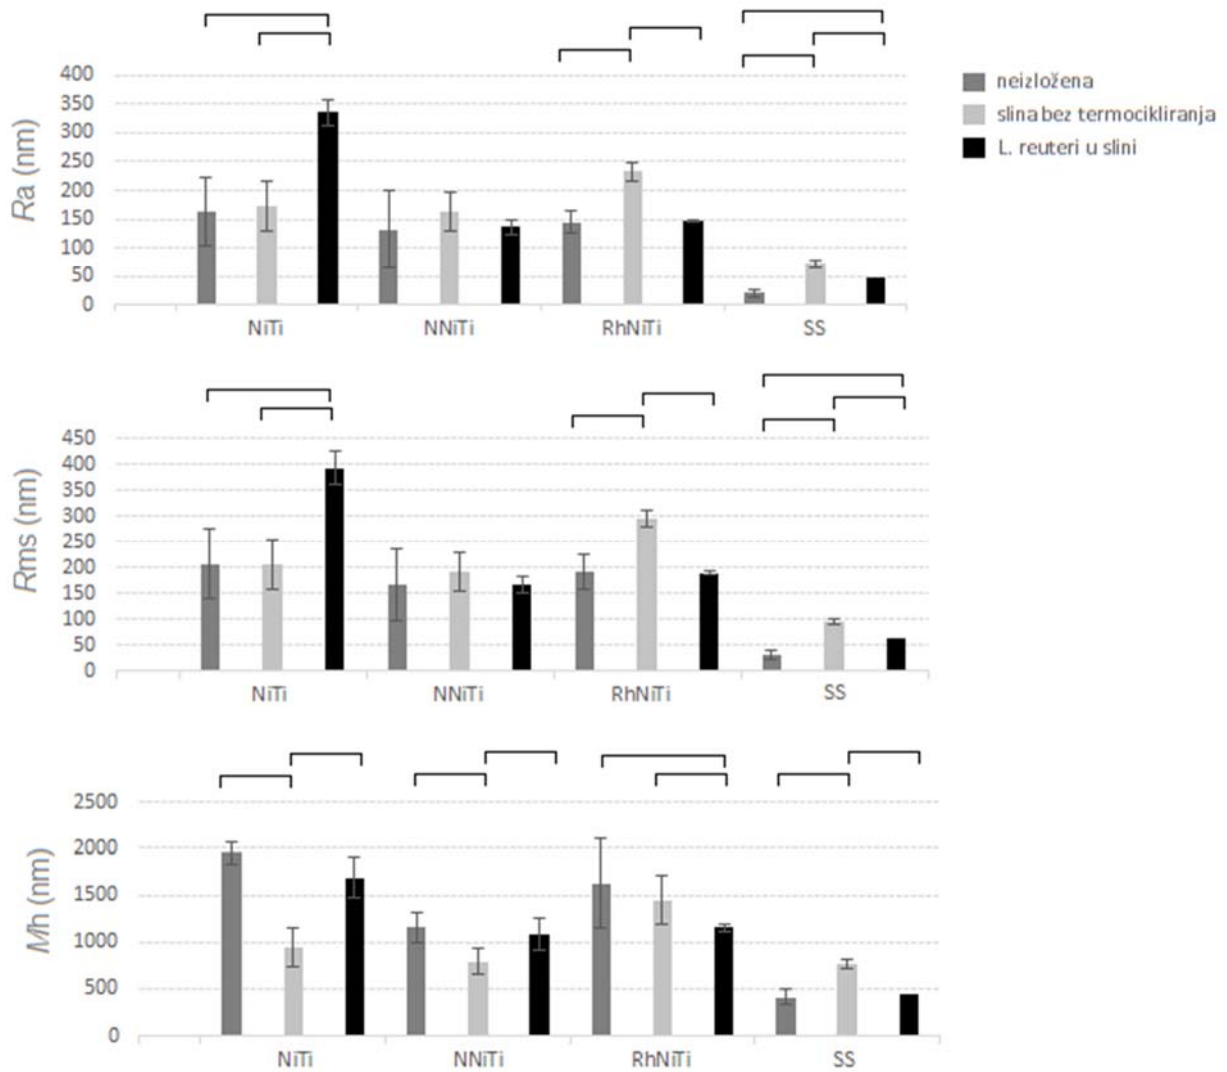 400
350
300
250
200
150
100
50
0
Ra (nm)
NiTi NNiTi RhNiTi SS
neizložena
slina bez termocikliranja
L. reuteri u slini
450
400
350
300
250
200
150
100
50
0
Rms (nm)
NiTi NNiTi RhNiTi SS
2500
2000
1500
1000
500
0
Mh (nm)
NiTi NNiTi RhNiTi SS